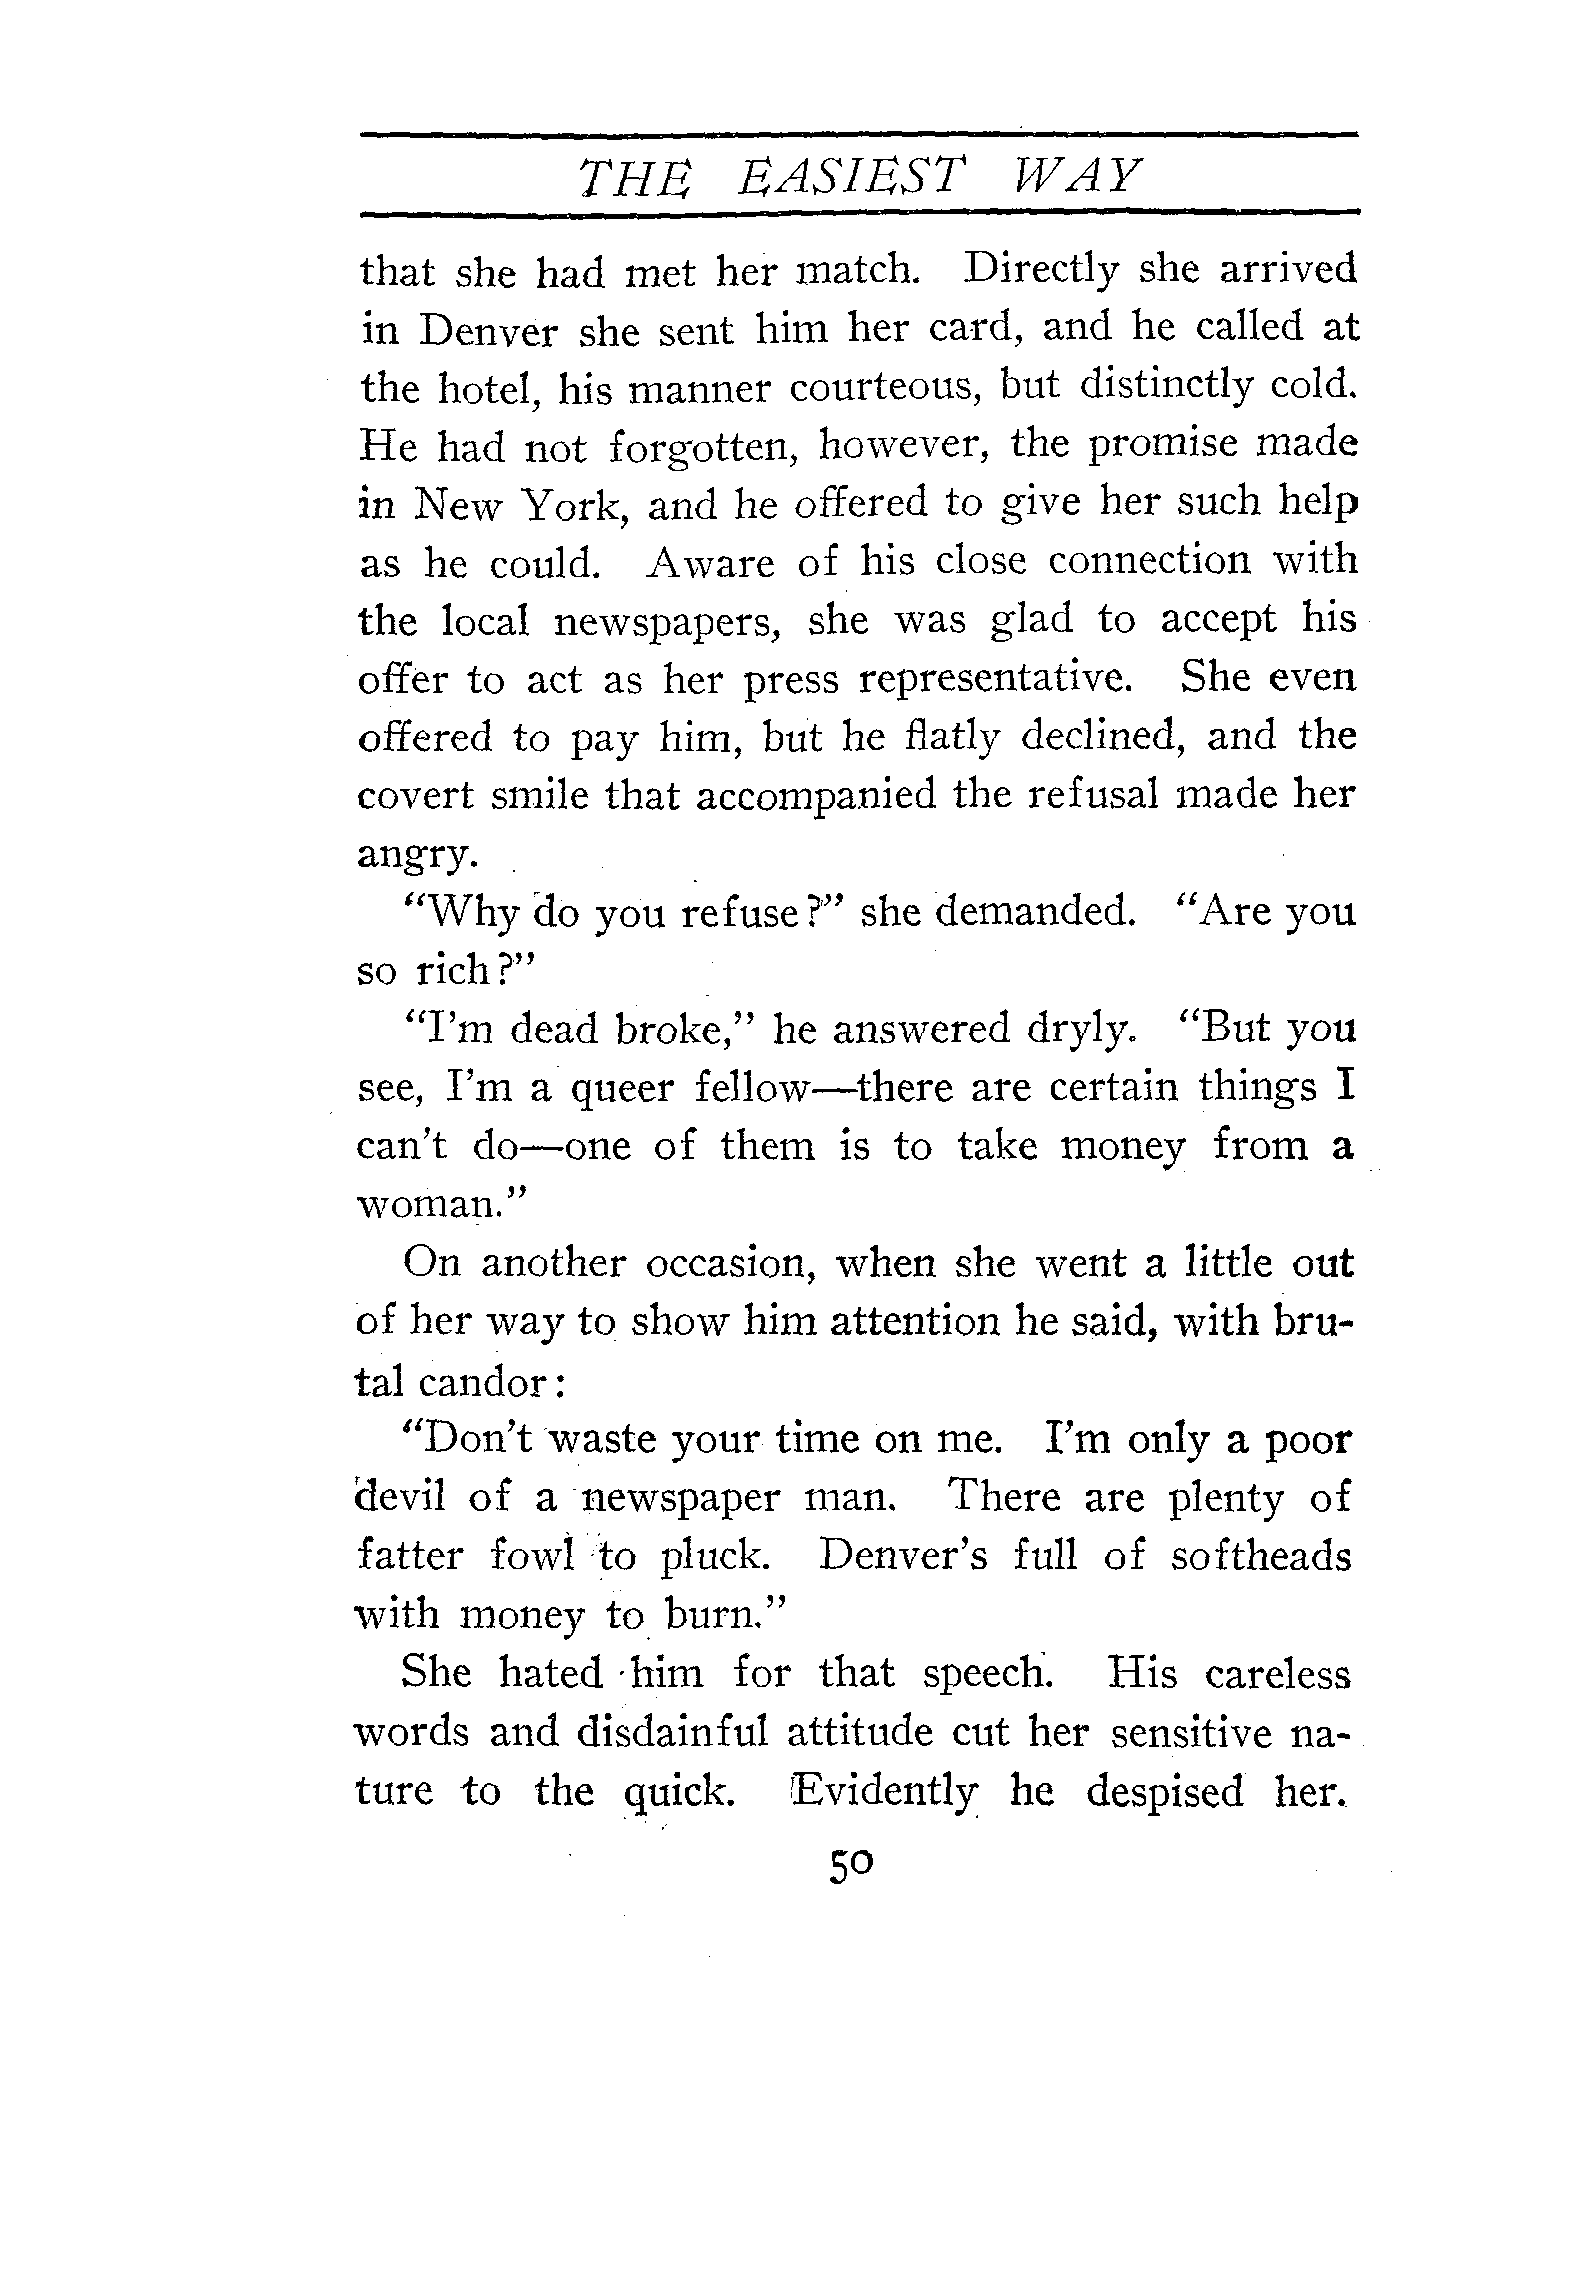 THE EASIEST WAY
that she had met her match. Directly she arrived
in Denver she sent him her card, and he called at
the hotel, his manner courteous, but distinctly cold.
He had not forgotten, however, the promise made
in New York, and he offered to give her such help
as he could. Aware of his close connection with
the local newspapers, she was glad to accept his
offer to act as her press representative. She even
offered to pay him, but he flatly declined, and the
covert smile that accompanied the refusal made her
angry.
"Why do you refuse?" she demanded. "Are you
so rich?"
"I'm dead broke," he answered dryly. "But you
see, I'm a queer fellow—there are certain things I
can't do—one of them is to take money from a
woman."
On another occasion, when she went a little out
of her way to show him attention he said, with bru-
tal candor:
"Don't waste your time on me. I'm only a poor
devil of a newspaper man. There are plenty of
fatter fowl to pluck. Denver's full of softheads
with money to burn."
She hated him for that speech. His careless
words and disdainful attitude cut her sensitive na-
ture to the quick. Evidently he despised her.
50